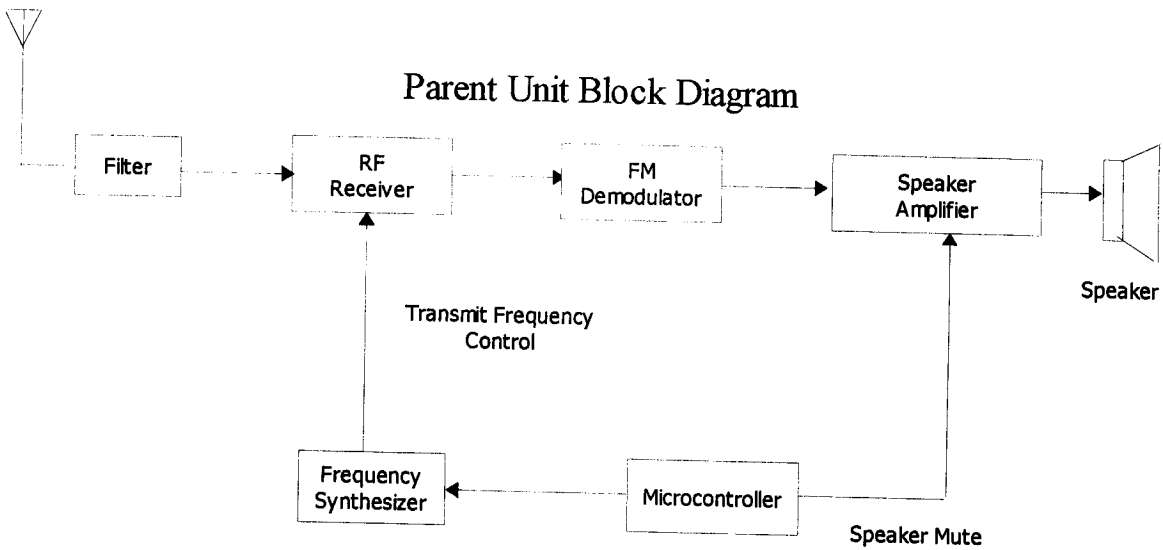 Parent Unit Block Diagram
Filter
RF
Receiver
FM
Demodulator
Speaker
Amplifier
Speaker
Transmit Frequency
Control
Frequency
Synthesizer
Microcontroller
Speaker Mute